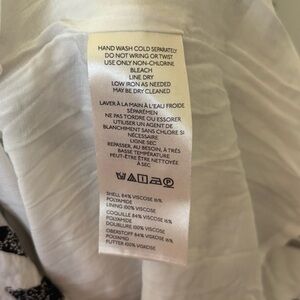 HAND WASH COLD SEPARATELY
DO NOT WRING OR TWIST
USE ONLY NON-CHLORINE
BLEACH
LINE DRY
LOW IRON AS NEEDED
MAY BE DRY CLEANED
LAVER À LA MAIN À L'EAU FROIDE
SÉPARÉMEN
NE PAS TORDRE OU ESSORER
UTILISER UN AGENT DE
BLANCHIMENT SANS CHLORE SI
NÉCESSAIRE
LIGNE SEC
REPASSER, AU BESOIN, À TRÈS
BASSE TEMPÉRATURE
PEUT-ÊTRE ÊTRE NETTOYÉE
À SEC
SHELL 84% VISCOSE 16%
POLYAMIDE
LINING 100% VISCOSE
COQUILLE 84% VISCOSE 16%
POLYAMIDE
DOUBLURE 100% VISCOSE
OBERSTOFF 84% VISKOSE 16%
POLYAMID
FUTTER 100% VISKOSE